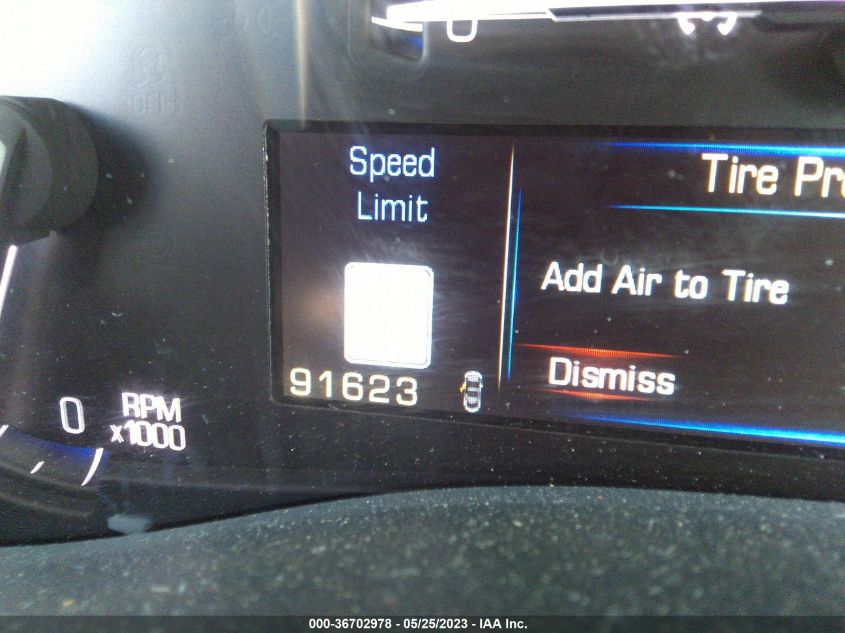 0
Speed
Limit
91623
Tire Pr
Add Air to Tire
Dismiss
0
RPM
x1000
000-36702978 - 05/25/2023 - IAA Inc.